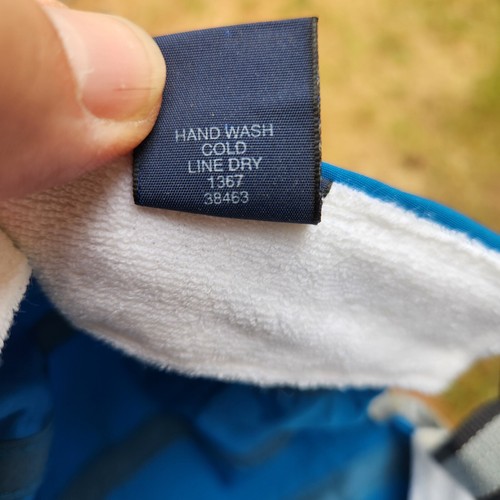 HAND WASH
COLD
LINE DRY
1367
38463